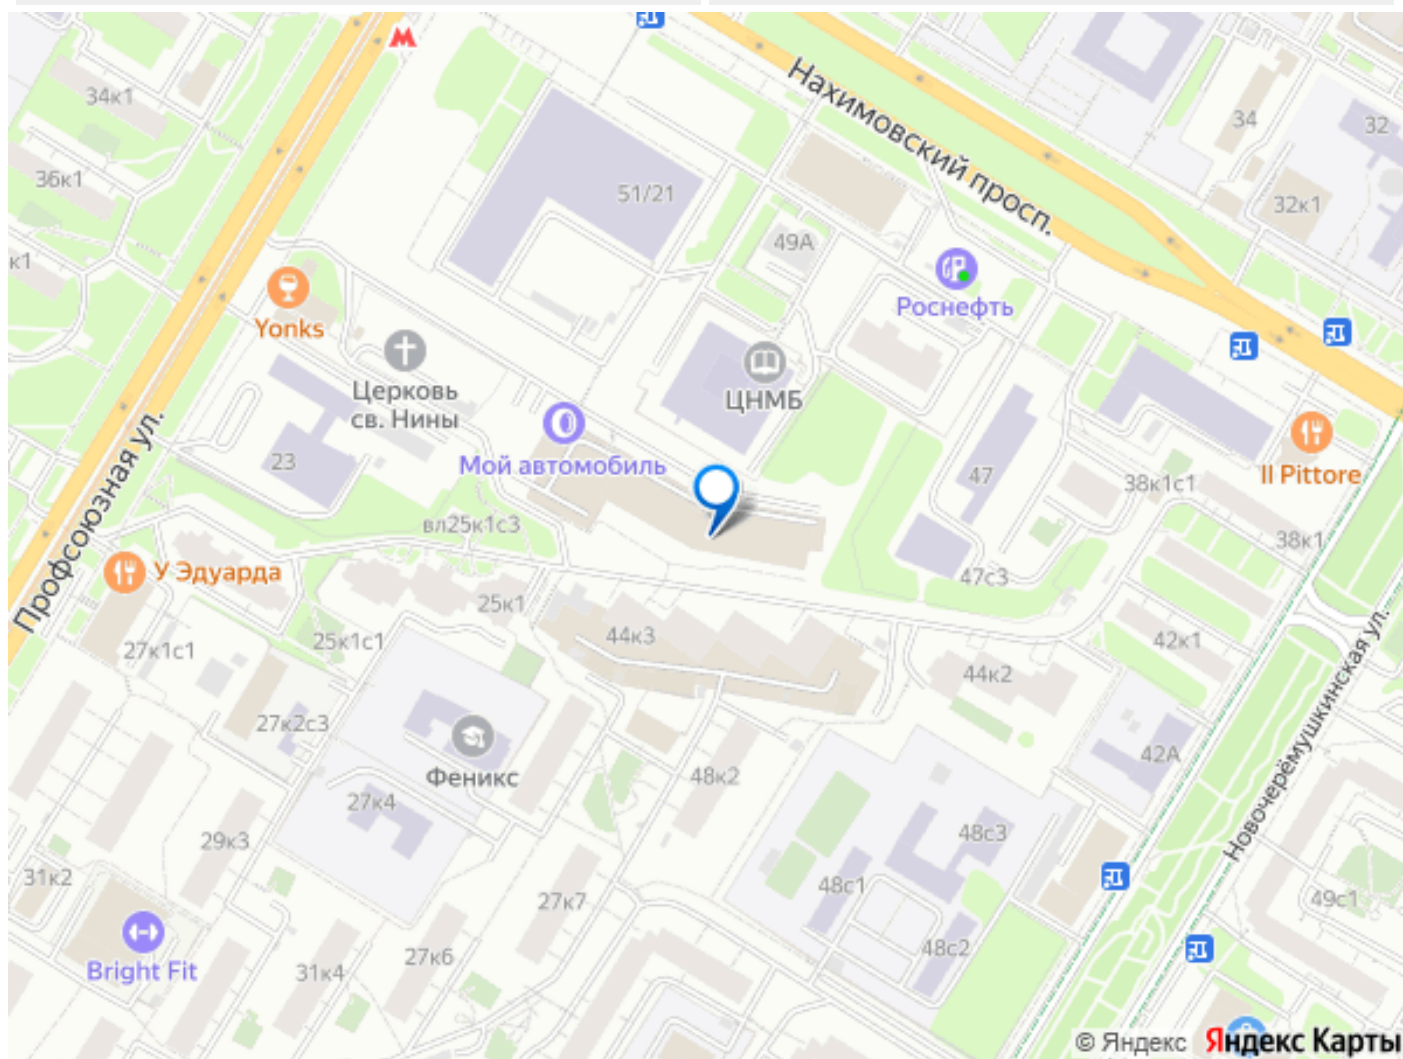 34к1
Нахимовский просп.
34
32
36к1
51/21
32к1
к1
49А
Yonks
Роснефть
Церковь
св. Нины
ЦНМБ
Профсоюзная ул.
23
Мой автомобиль
47
38к1с1
Il Pittore
вл25к1с3
38к1
У Эдуарда
47с3
25к1
44к3
25к1с1
27к1с1
42к1
44к2
27к2с3
42А
Феникс
48к2
Новочерёмушкинская ул.
27к4
29к3
48с3
31к2
48с1
49с1
27к7
48с2
27к6
Bright Fit
31к4
© Яндекс Яндекс Карты